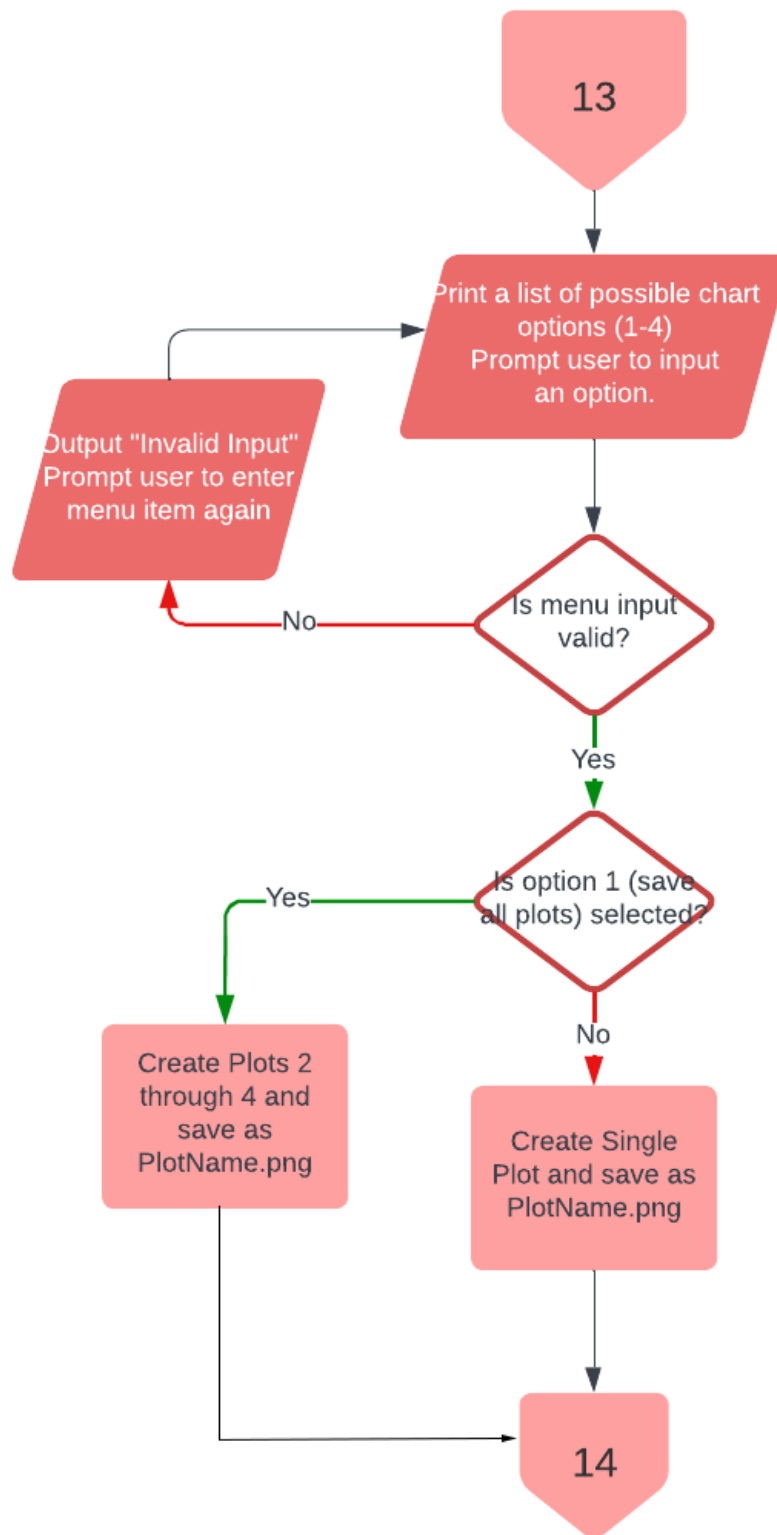 13
Print a list of possible chart
options (1-4)
Prompt user to input
an option.
Output "Invalid Input"
Prompt user to enter
menu item again
Is menu input
valid?
No
Yes
Is option 1 (save
all plots) selected?
Yes
No
Create Plots 2
through 4 and
save as
PlotName.png
Create Single
Plot and save as
PlotName.png
14